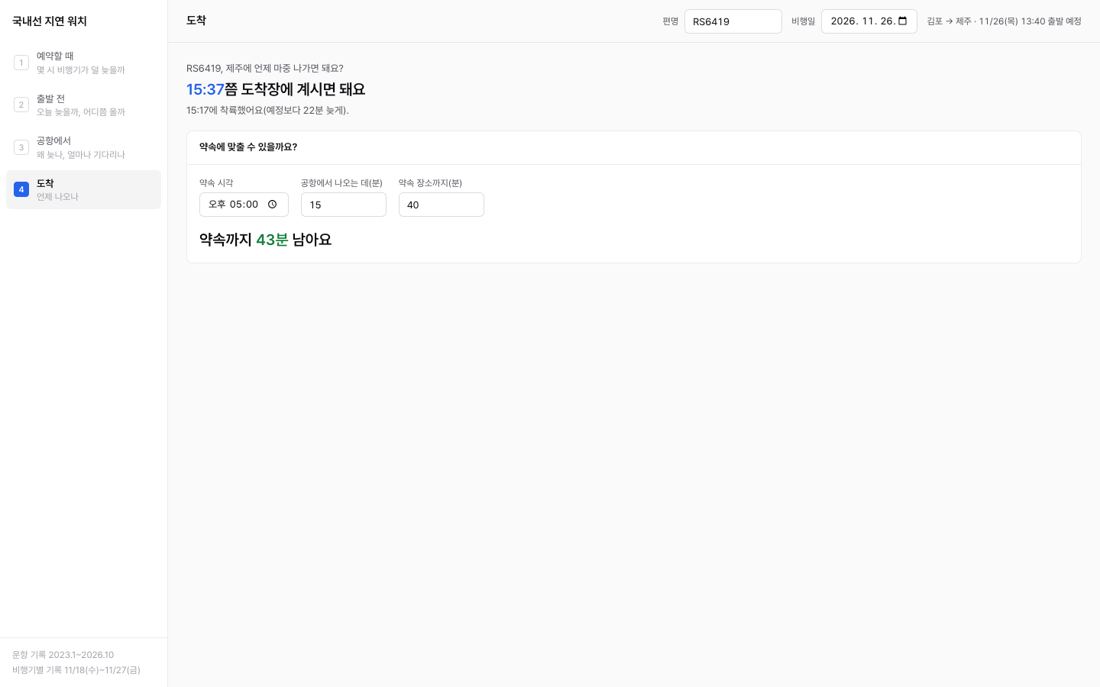 국내선 지연 워치
1
예약할 때
몇 시 비행기가 덜 늦을까
2
출발 전
오늘 늦을까, 어디쯤 올까
3
공항에서
왜 늦나, 얼마나 기다리나
4
도착
언제 나오나
운항 기록 2023.1~2026.10
비행기별 기록 11/18(수)~11/27(금)
도착
편명 RS6419 비행일 2026. 11. 26. 김포 → 제주 · 11/26(목) 13:40 출발 예정
RS6419, 제주에 언제 마중 나가면 돼요?
15:37쯤 도착장에 계시면 돼요
15:17에 착륙했어요(예정보다 22분 늦게).
약속에 맞출 수 있을까요?
약속 시각 공항에서 나오는 데(분) 약속 장소까지(분)
오후 05:00 15 40
약속까지 43분 남아요